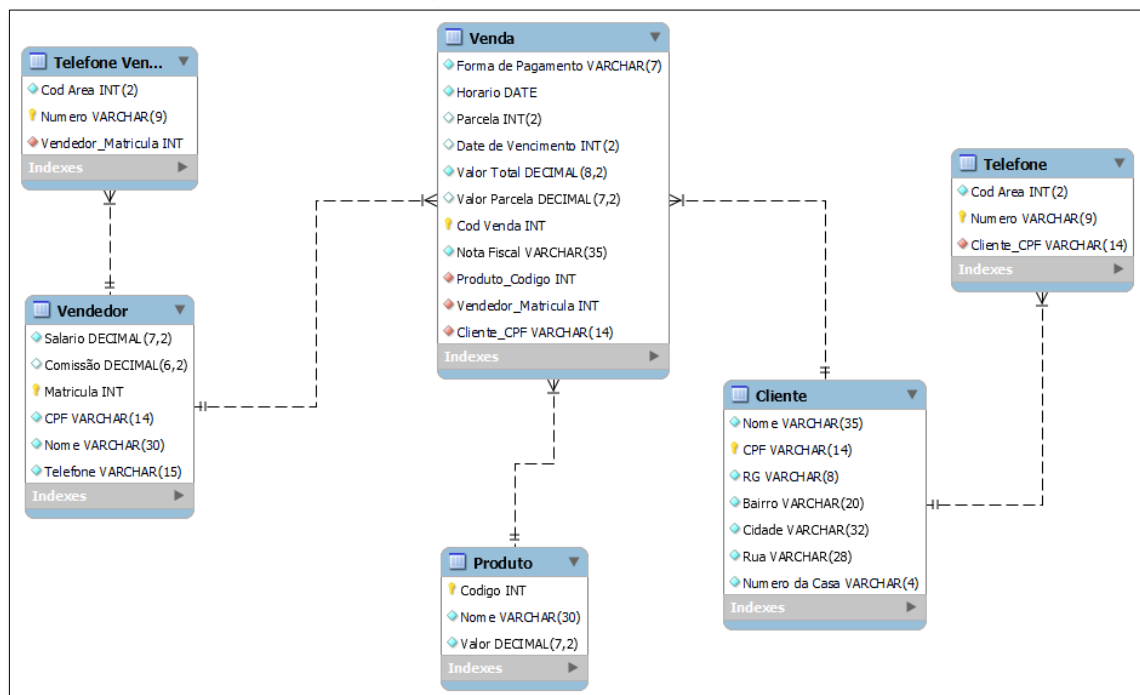 Telefone Ven...
Cod Area INT(2)
Numero VARCHAR(9)
Vendedor_Matricula INT
Indexes
Venda
Forma de Pagamento VARCHAR(7)
Horario DATE
Parcela INT(2)
Date de Vencimento INT(2)
Valor Total DECIMAL(8,2)
Valor Parcela DECIMAL(7,2)
Cod Venda INT
Nota Fiscal VARCHAR(35)
Produto_Codigo INT
Vendedor_Matricula INT
Cliente_CPF VARCHAR(14)
Indexes
Telefone
Cod Area INT(2)
Numero VARCHAR(9)
Cliente_CPF VARCHAR(14)
Indexes
Vendedor
Salario DECIMAL(7,2)
Comissão DECIMAL(6,2)
Matricula INT
CPF VARCHAR(14)
Nome VARCHAR(30)
Telefone VARCHAR(15)
Indexes
Cliente
Nome VARCHAR(35)
CPF VARCHAR(14)
RG VARCHAR(8)
Bairro VARCHAR(20)
Cidade VARCHAR(32)
Rua VARCHAR(28)
Numero da Casa VARCHAR(4)
Indexes
Produto
Codigo INT
Nome VARCHAR(30)
Valor DECIMAL(7,2)
Indexes